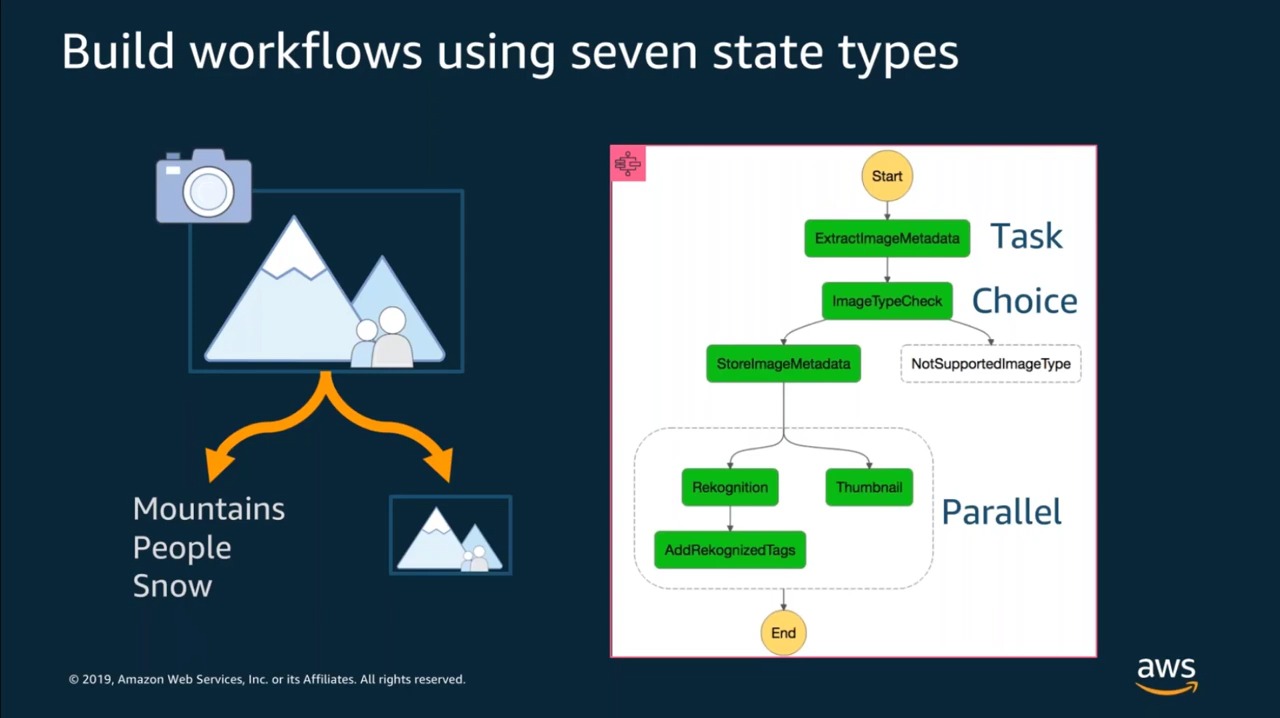 Build workflows using seven state types
Mountains
People
Snow
Start
ExtractImageMetadata
Task
ImageTypeCheck
Choice
StoreImageMetadata
NotSupportedImageType
Rekognition
Thumbnail
Parallel
AddRekognizedTags
End
© 2019, Amazon Web Services, Inc. or its Affiliates. All rights reserved.
aws